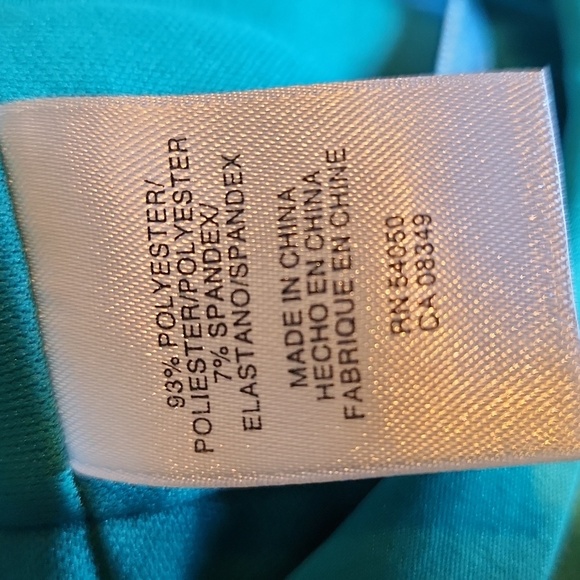 93% POLYESTER/
POLIESTER/POLYESTER
7% SPANDEX/
ELASTANO/SPANDEX
MADE IN CHINA
HECHO EN CHINA
FABRIQUE EN CHINE
RN 54050
CA 08349